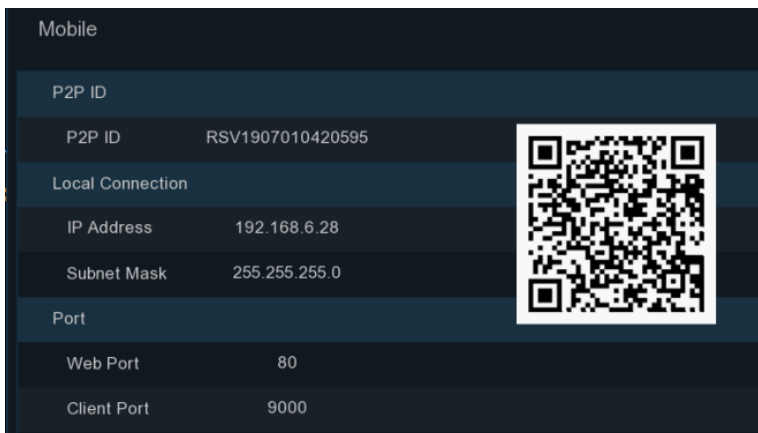 Mobile
P2P ID
P2P ID RSV1907010420595
Local Connection
IP Address 192.168.6.28
Subnet Mask 255.255.255.0
Port
Web Port 80
Client Port 9000